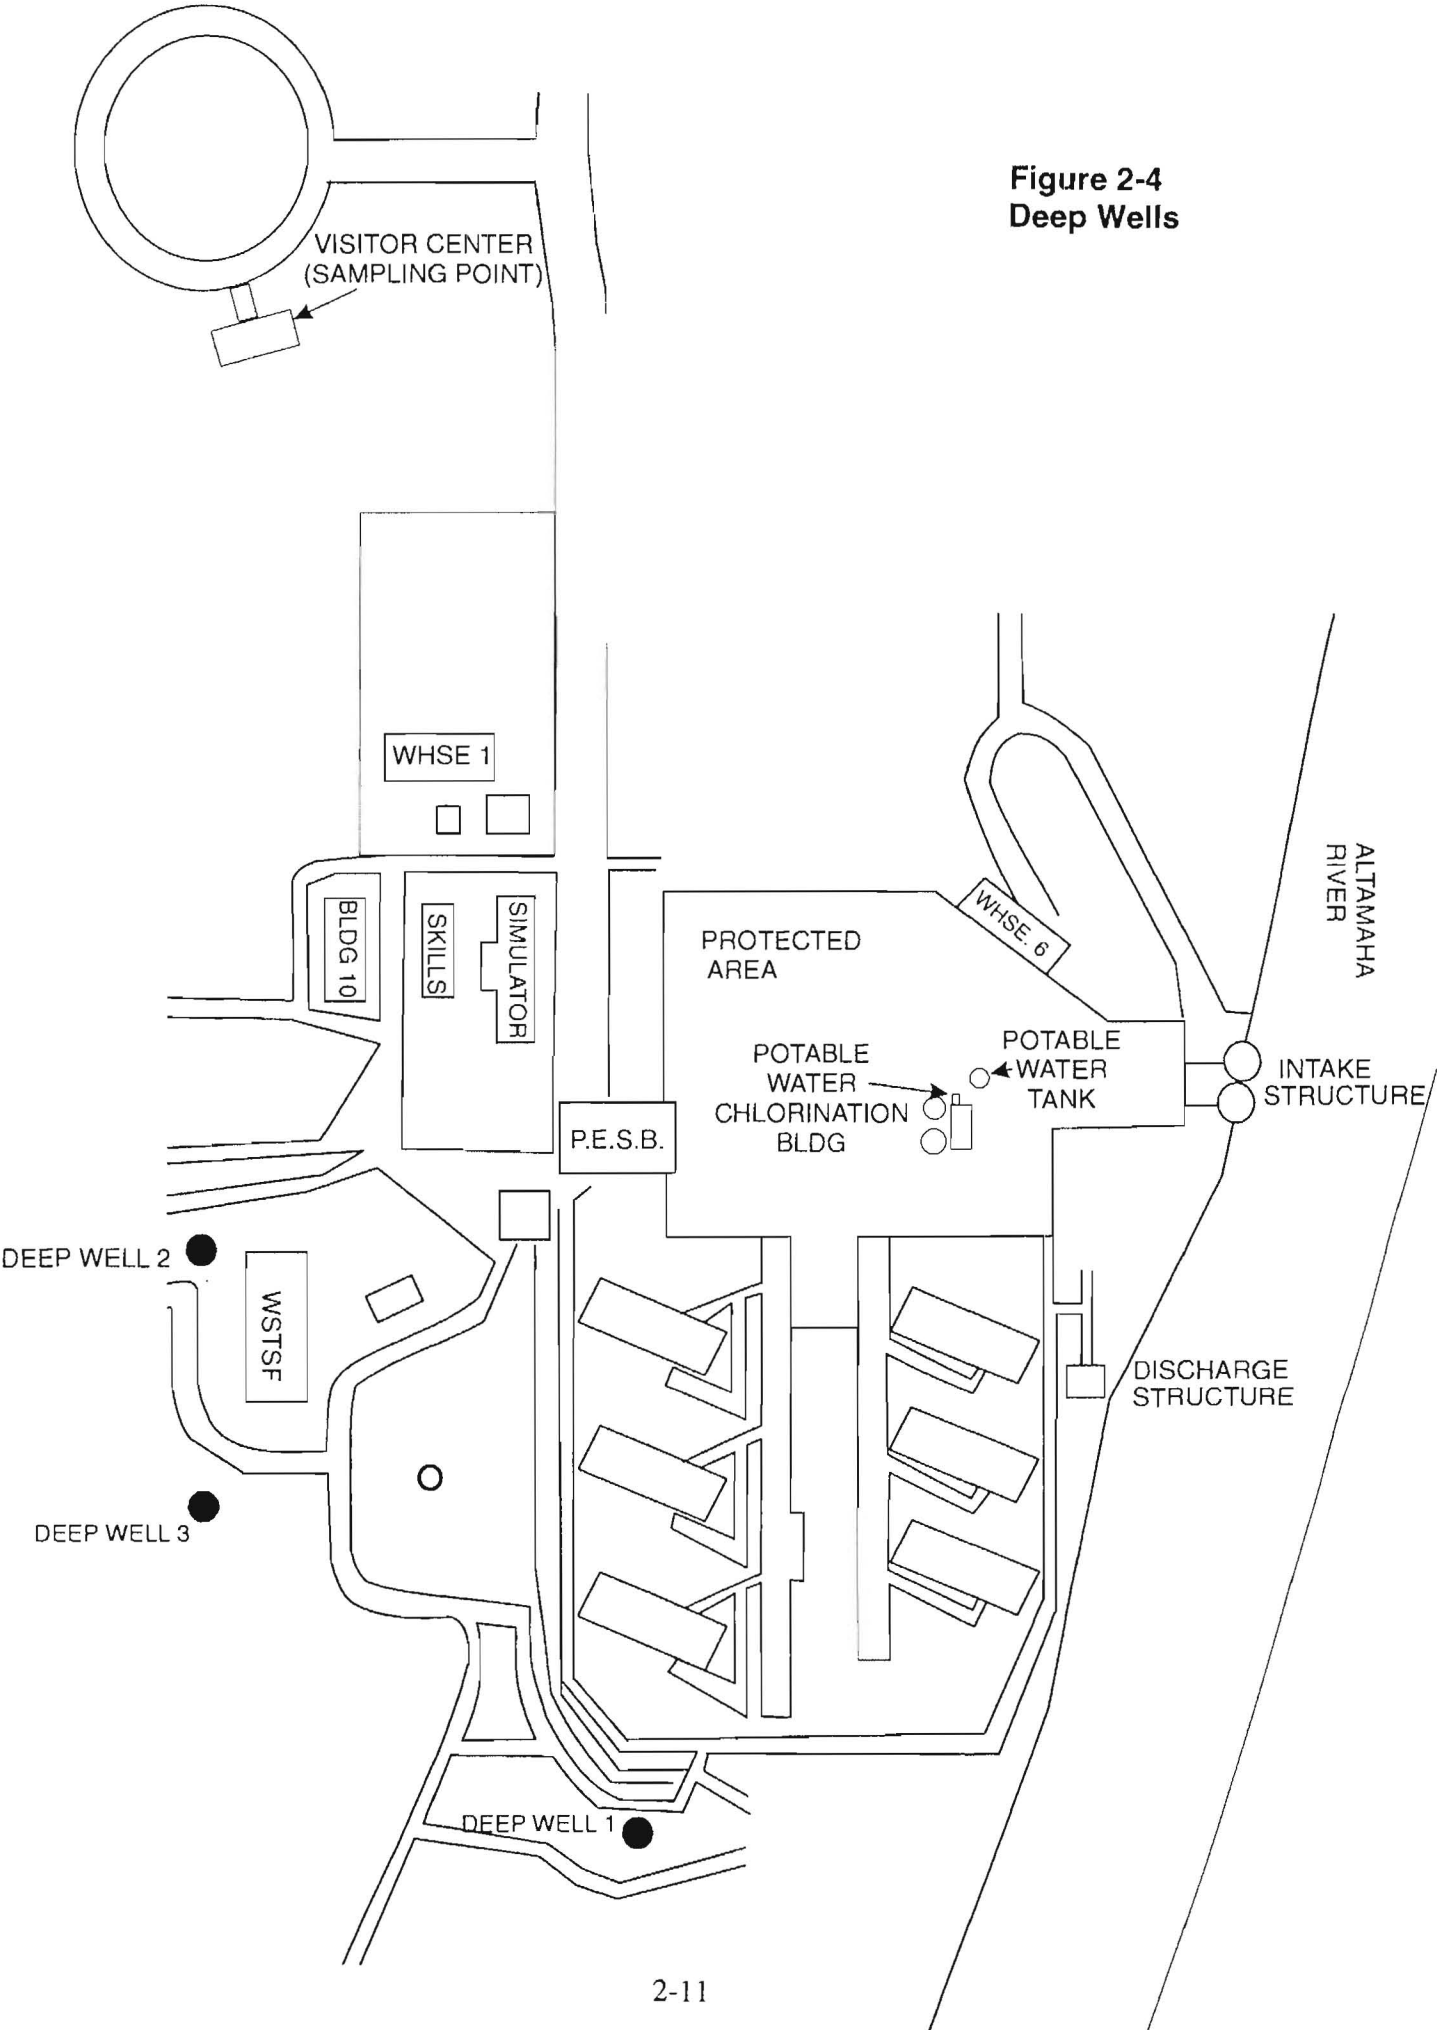 Figure 2-4
Deep Wells
VISITOR CENTER
(SAMPLING POINT)
WHSE 1
ALTAMAHA
RIVER
BLDG 10
SKILLS
SIMULATOR
PROTECTED
AREA
WHSE. 6
POTABLE
WATER
TANK
POTABLE
WATER
CHLORINATION
BLDG
INTAKE
STRUCTURE
P.E.S.B.
DEEP WELL 2
WSTSF
DISCHARGE
STRUCTURE
DEEP WELL 3
DEEP WELL 1
2-11